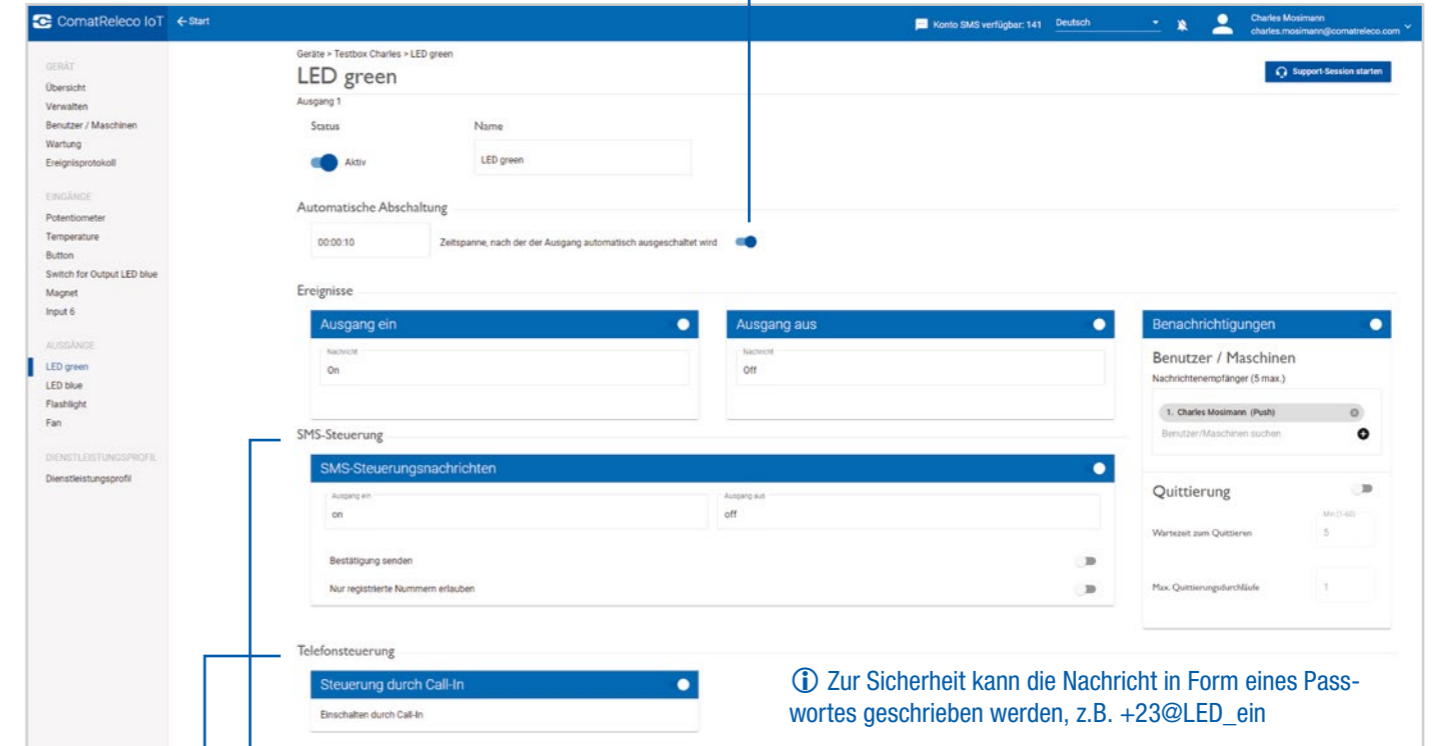 ComatReleco IoT
← Start
Konto SMS verfügbar: 141
Deutsch
Charles Mosimann
charles.mosimann@comatreleco.com
GERÄT
Übersicht
Verwalten
Benutzer / Maschinen
Wartung
Ereignisprotokoll
EINGÄNGE
Potentiometer
Temperature
Button
Switch for Output LED blue
Magnet
Input 6
AUSGÄNGE
LED green
LED blue
Flashlight
Fan
DIENSTLEISTUNGSPROFIL
Dienstleistungsprofil
Geräte > Testbox Charles > LED green
LED green
Support-Session starten
Ausgang 1
Status
Name
Aktiv
LED green
Automatische Abschaltung
00:00:10
Zeitspanne, nach der der Ausgang automatisch ausgeschaltet wird
Ereignisse
Ausgang ein
Nachricht
On
Ausgang aus
Nachricht
Off
Benachrichtigungen
Benutzer / Maschinen
Nachrichtenempfänger (5 max.)
1. Charles Mosimann (Push)
Benutzer/Maschinen suchen
Quittierung
Min (1-60)
Wartezeit zum Quittieren
5
Max. Quittierungsdurchläufe
1
SMS-Steuerung
SMS-Steuerungsnachrichten
Ausgang ein
on
Ausgang aus
off
Bestätigung senden
Nur registrierte Nummern erlauben
Telefonsteuerung
Steuerung durch Call-In
Einschalten durch Call-In
ⓘ Zur Sicherheit kann die Nachricht in Form eines Pass-
wortes geschrieben werden, z.B. +23@LED_ein